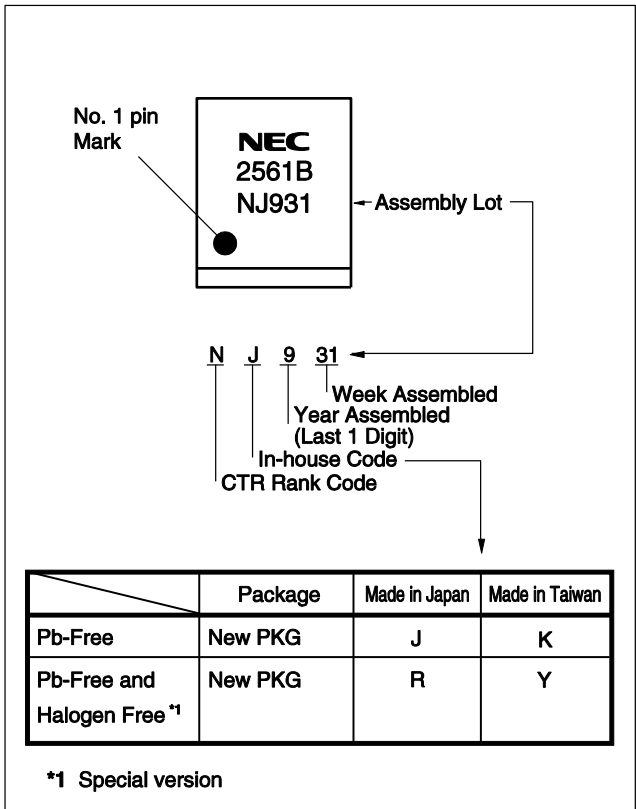 No. 1 pin
Mark
NEC
2561B
NJ931
Assembly Lot
N J 9 31
Week Assembled
Year Assembled
(Last 1 Digit)
In-house Code
CTR Rank Code
Package Made in Japan Made in Taiwan
Pb-Free New PKG J K
Pb-Free and New PKG R Y
Halogen Free *1
*1 Special version